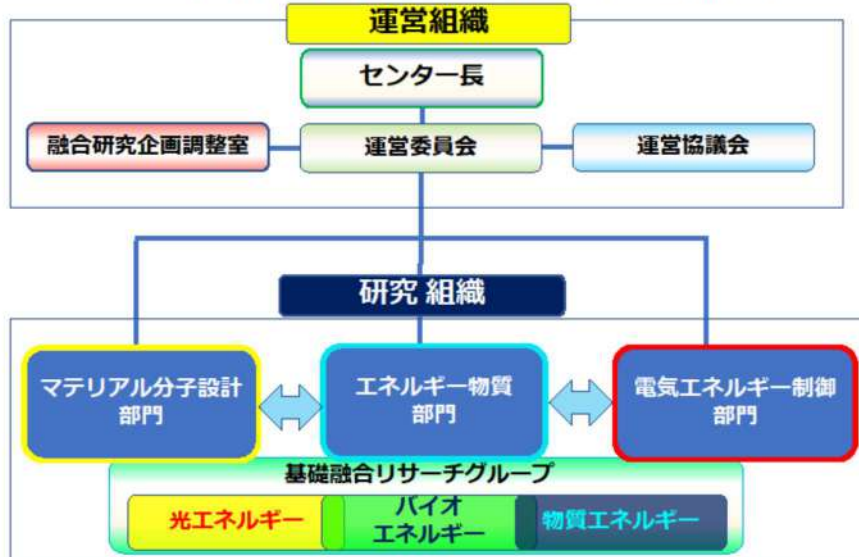 運営組織
センター長
融合研究企画調整室
運営委員会
運営協議会
研究 組織
マテリアル分子設計
部門
エネルギー物質
部門
電気エネルギー制御
部門
基礎融合リサーチグループ
光エネルギー
バイオ
エネルギー
物質エネルギー